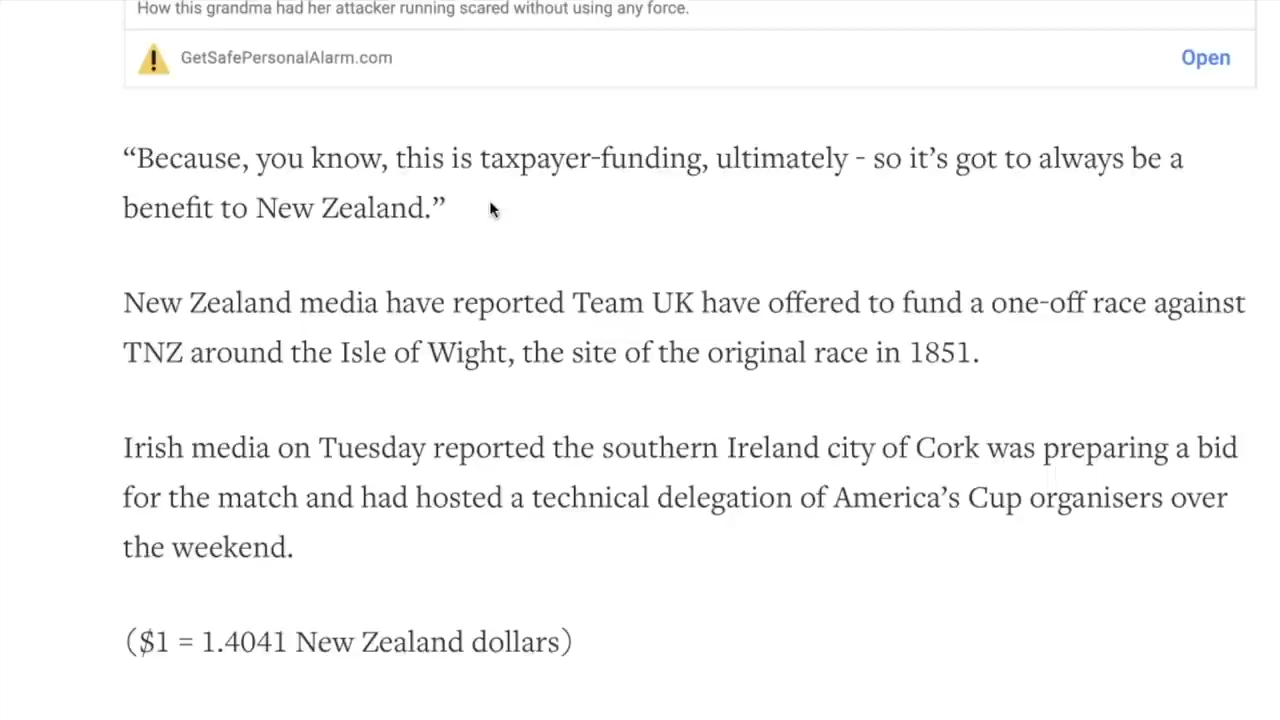 How this grandma had her attacker running scared without using any force.
GetSafePersonalAlarm.com
Open
“Because, you know, this is taxpayer-funding, ultimately - so it’s got to always be a
benefit to New Zealand.”
New Zealand media have reported Team UK have offered to fund a one-off race against
TNZ around the Isle of Wight, the site of the original race in 1851.
Irish media on Tuesday reported the southern Ireland city of Cork was preparing a bid
for the match and had hosted a technical delegation of America’s Cup organisers over
the weekend.
($1 = 1.4041 New Zealand dollars)